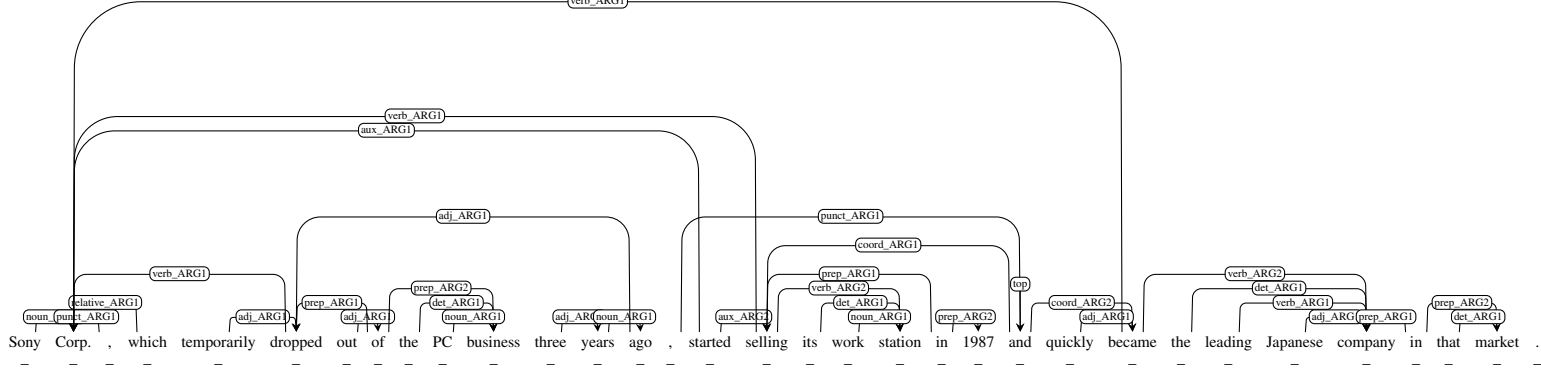 verb_ARG1
verb_ARG1
aux_ARG1
adj_ARG1 punct_ARG1
coord_ARG1
verb_ARG1 prep_ARG1 verb_ARG2
top
prep_ARG2 verb_ARG2 det_ARG1
relative_ARG1 prep_ARG1 det_ARG1 det_ARG1 coord_ARG2 verb_ARG1 prep_ARG2
punct_ARG1 adj_ARG1 adj_ARG1 noun_ARG1 noun_ARG1 aux_ARG2 noun_ARG1 prep_ARG2 adj_ARG1 prep_ARG1 det_ARG1
Sony Corp. , which temporarily dropped out of the PC business three years ago , started selling its work station in 1987 and quickly became the leading Japanese company in that market .